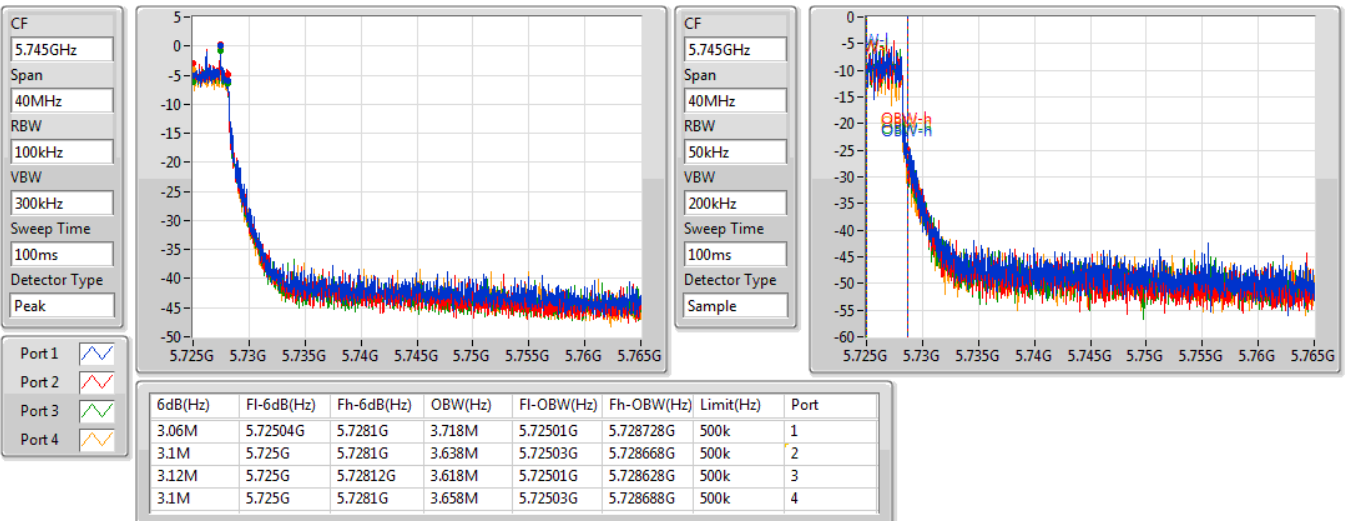 CF
5.745GHz
Span
40MHz
RBW
100kHz
VBW
300kHz
Sweep Time
100ms
Detector Type
Peak
5
0
-5
-10
-15
-20
-25
-30
-35
-40
-45
-50
5.725G 5.73G 5.735G 5.74G 5.745G 5.75G 5.755G 5.76G 5.765G
CF
5.745GHz
Span
40MHz
RBW
50kHz
VBW
200kHz
Sweep Time
100ms
Detector Type
Sample
0
-5
-10
-15
-20
-25
-30
-35
-40
-45
-50
-55
-60
OBW-h
OBW-h
5.725G 5.73G 5.735G 5.74G 5.745G 5.75G 5.755G 5.76G 5.765G
Port 1
Port 2
Port 3
Port 4
6dB(Hz) Fl-6dB(Hz) Fh-6dB(Hz) OBW(Hz) Fl-OBW(Hz) Fh-OBW(Hz) Limit(Hz) Port
3.06M 5.72504G 5.7281G 3.718M 5.72501G 5.728728G 500k 1
3.1M 5.725G 5.7281G 3.638M 5.72503G 5.728668G 500k 2
3.12M 5.725G 5.72812G 3.618M 5.72501G 5.728628G 500k 3
3.1M 5.725G 5.7281G 3.658M 5.72503G 5.728688G 500k 4